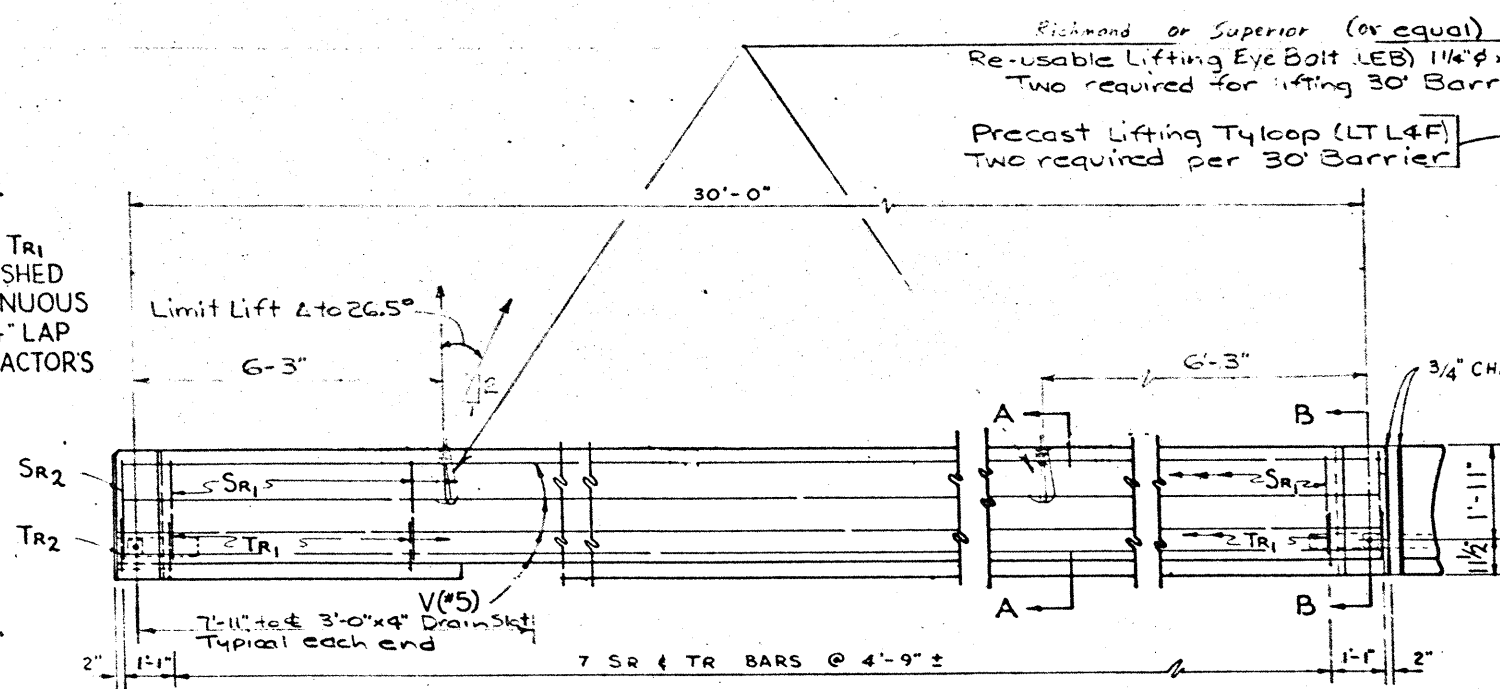 Richmond or Superior (or equal)
Re-usable Lifting Eye Bolt LEB) 1 1/4"ϕ
Two required for lifting 30' Barr
Precast Lifting Tyloop (LTL4F)
Two required per 30' Barrier
30'-0"
TR1
SHED
NUOUS
" LAP
ACTOR'S
Limit Lift ∠ to 26.5°
6-3"
2
1
6'-3"
3/4" CH
A
B
SR2
SR1
SR1
1'-11"
TR2
TR1
TR1
11½"
V(#5)
A
B
7'-11" to ℄ 3'-0"x4" Drain Slot
Typical each end
2"
1'-1"
7 SR & TR BARS @ 4'-9" ±
1'-1"
2"